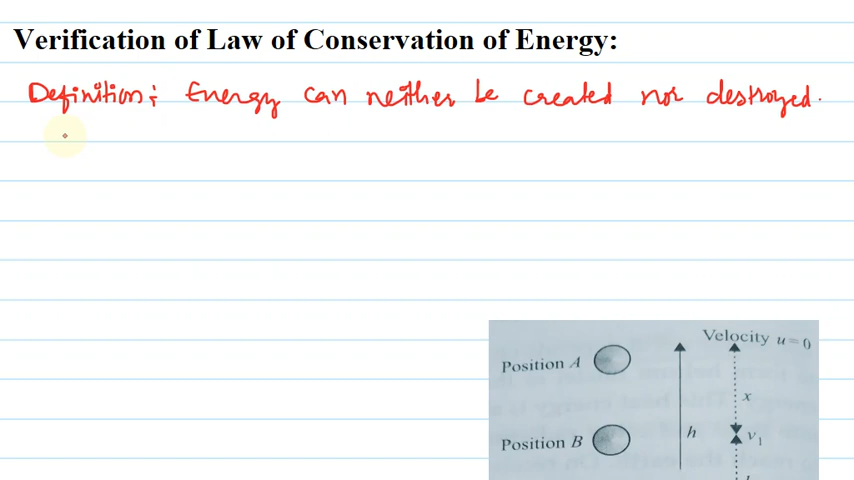 Verification of Law of Conservation of Energy:
Definition: Energy can neither be created nor destroyed.
Velocity u = 0
Position A
x
Position B
h
v₁